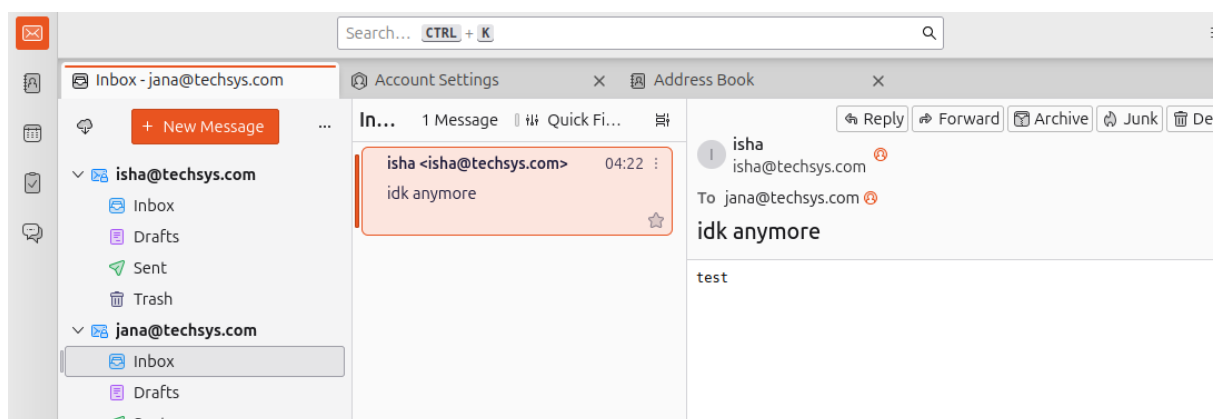 Search... CTRL + K
Inbox - jana@techsys.com
Account Settings
Address Book
+ New Message
In... 1 Message Quick Fi...
Reply Forward Archive Junk De
isha@techsys.com
Inbox
Drafts
Sent
Trash
jana@techsys.com
Inbox
Drafts
isha <isha@techsys.com> 04:22
idk anymore
I
isha
isha@techsys.com
To jana@techsys.com
idk anymore
test